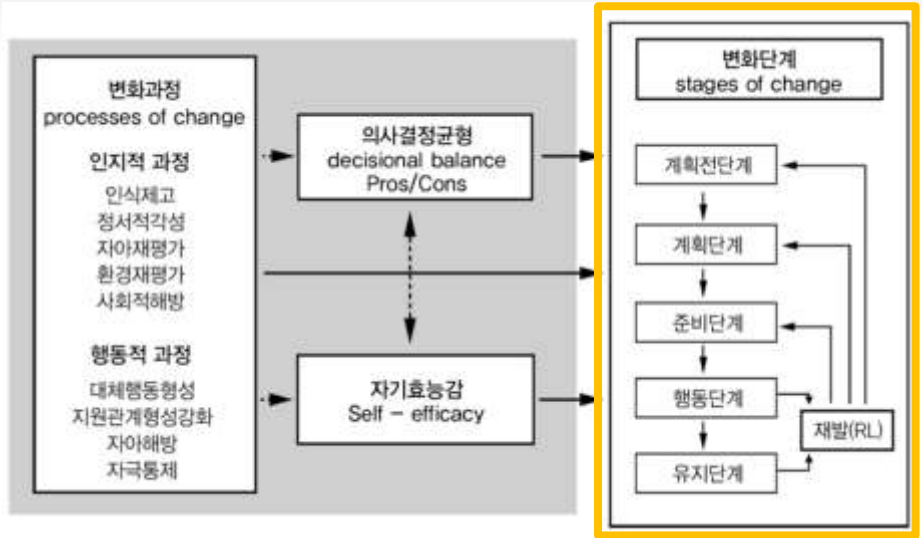 변화과정
processes of change
인지적 과정
인식제고
정서적각성
자아재평가
환경재평가
사회적해방
행동적 과정
대체행동형성
지원관계형성강화
자아해방
자극통제
의사결정균형
decisional balance
Pros/Cons
자기효능감
Self - efficacy
변화단계
stages of change
계획전단계
계획단계
준비단계
행동단계
유지단계
재발(RL)